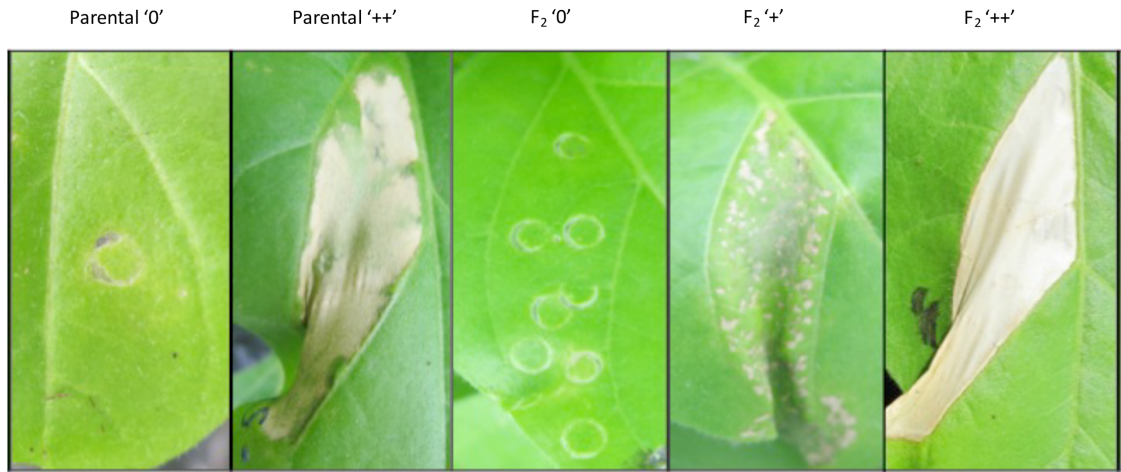 Parental ‘0’
Parental ‘++’
F₂ ‘0’
F₂ ‘+’
F₂ ‘++’